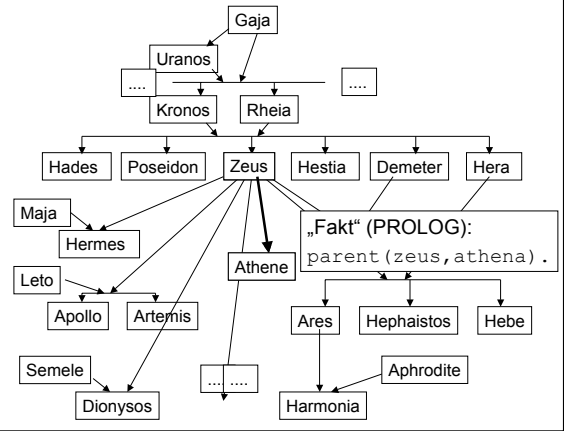 Gaja
Uranos
....
....
Kronos
Rheia
Hades
Poseidon
Zeus
Hestia
Demeter
Hera
Maja
Hermes
„Fakt“ (PROLOG):
parent(zeus,athena).
Athene
Leto
Apollo
Artemis
Ares
Hephaistos
Hebe
Semele
.... ....
Aphrodite
Dionysos
Harmonia